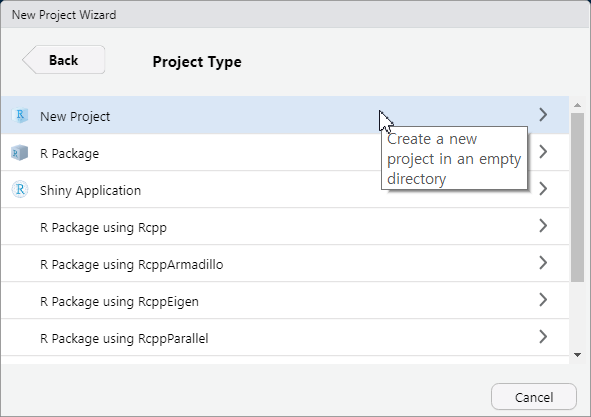 New Project Wizard
Back
Project Type
R New Project
Create a new
project in an empty
directory
R R Package
R Shiny Application
R Package using Rcpp
R Package using RcppArmadillo
R Package using RcppEigen
R Package using RcppParallel
Cancel